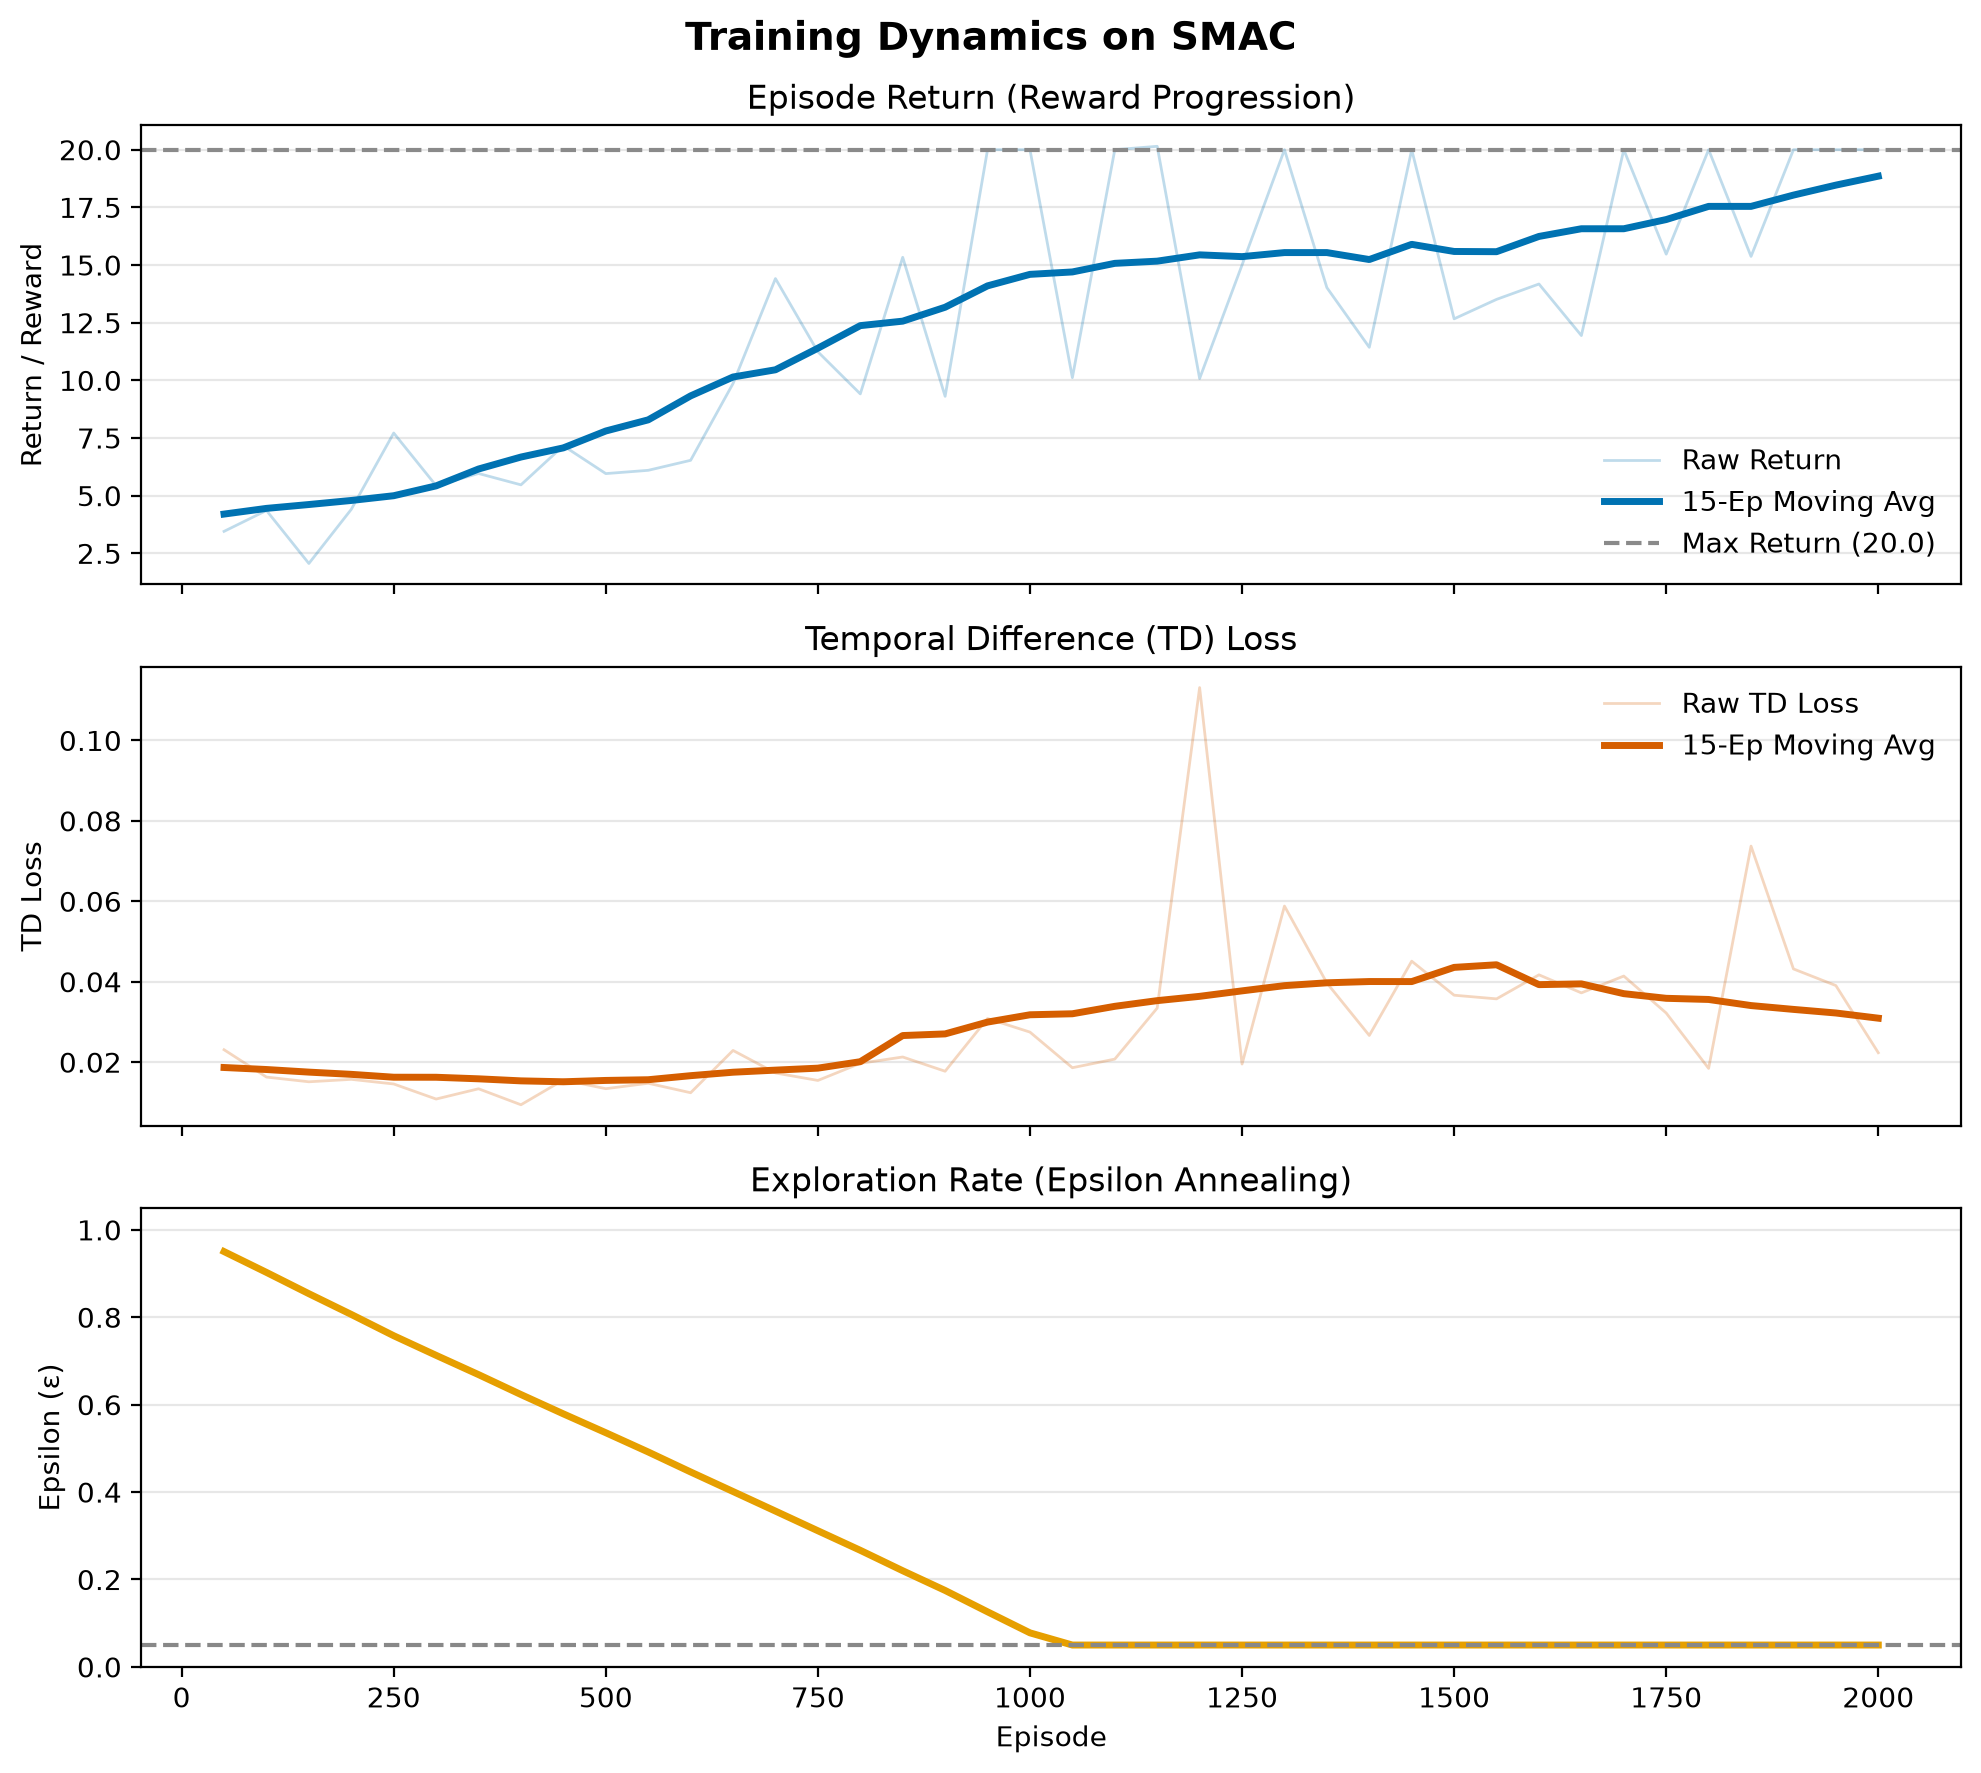 Training Dynamics on SMAC
Episode Return (Reward Progression)
Return / Reward
20.0
17.5
15.0
12.5
10.0
7.5
5.0
2.5
Raw Return
15-Ep Moving Avg
Max Return (20.0)
Temporal Difference (TD) Loss
TD Loss
0.10
0.08
0.06
0.04
0.02
Raw TD Loss
15-Ep Moving Avg
Exploration Rate (Epsilon Annealing)
Epsilon (ε)
1.0
0.8
0.6
0.4
0.2
0.0
0 250 500 750 1000 1250 1500 1750 2000
Episode